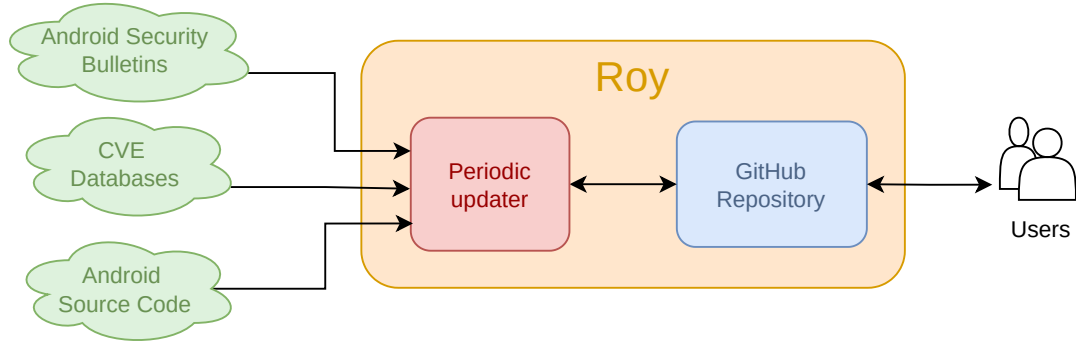 Android Security
Bulletins
CVE
Databases
Android
Source Code
Roy
Periodic
updater
GitHub
Repository
Users